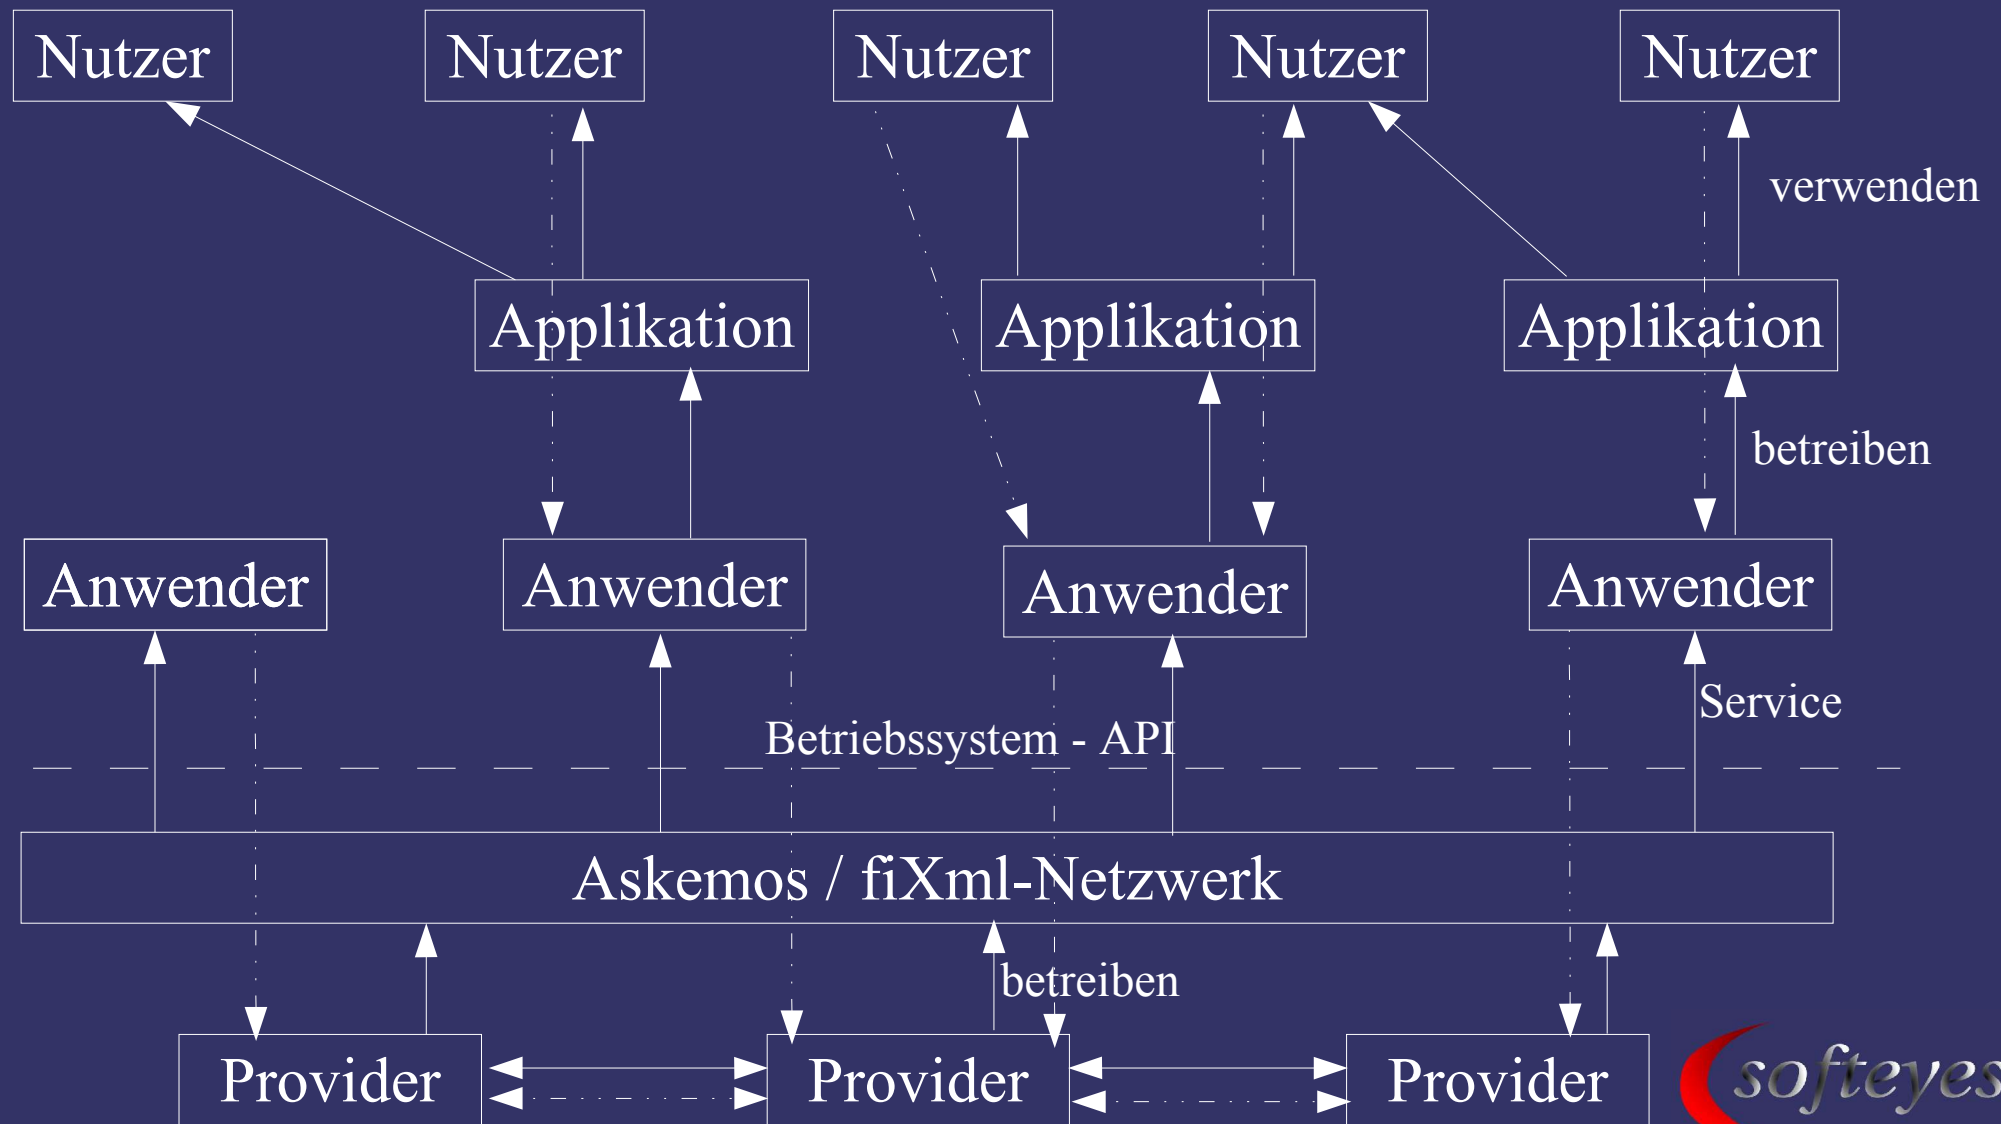 Nutzer Nutzer Nutzer Nutzer Nutzer
verwenden
Applikation Applikation Applikation
betreiben
Anwender Anwender Anwender Anwender
Service
Betriebssystem - API
Askemos / fiXml-Netzwerk
betreiben
Provider Provider Provider
softeyes